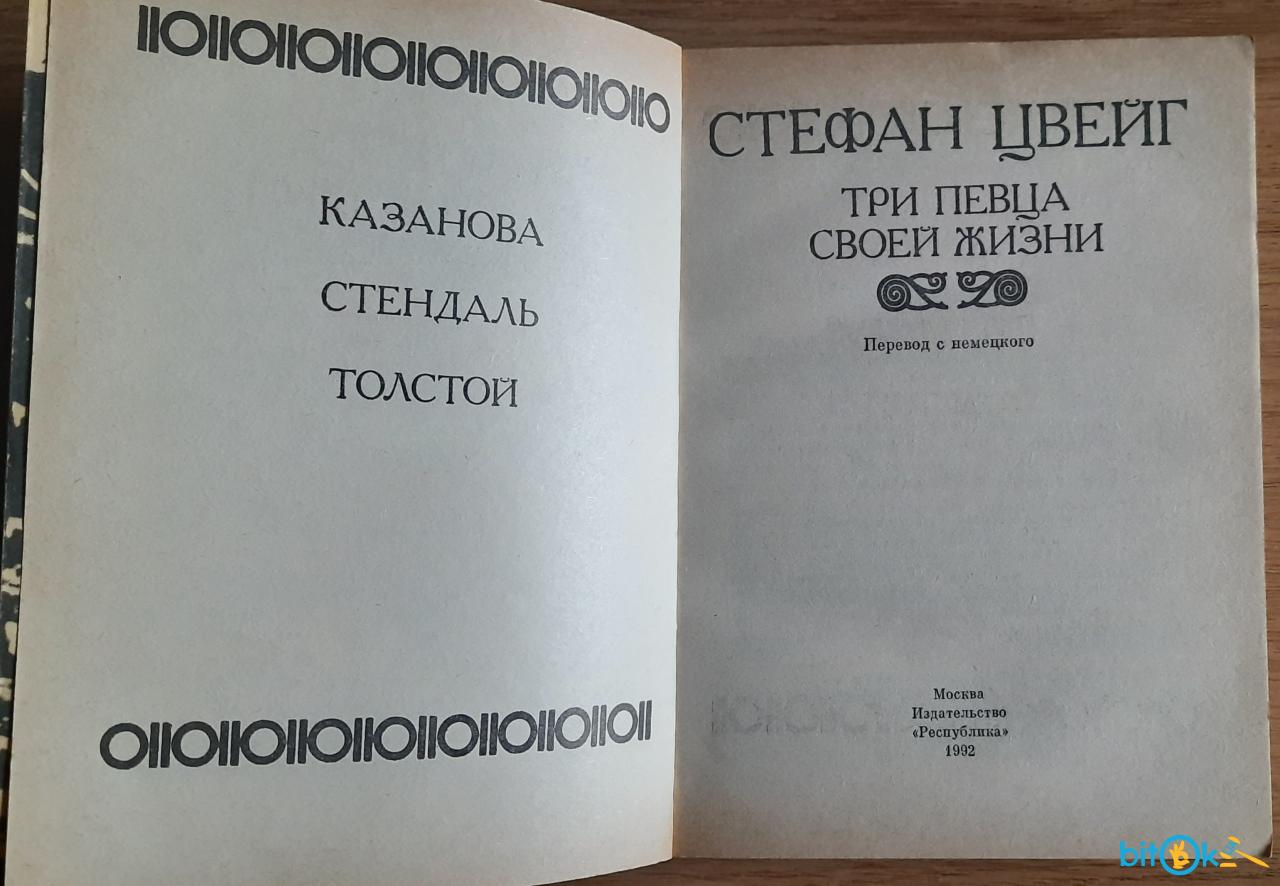 КАЗАНОВА
СТЕНДАЛЬ
ТОЛСТОЙ
СТЕФАН ЦВЕЙГ
ТРИ ПЕВЦА
СВОЕЙ ЖИЗНИ
Перевод с немецкого
Москва
Издательство
«Республика»
1992
bitok